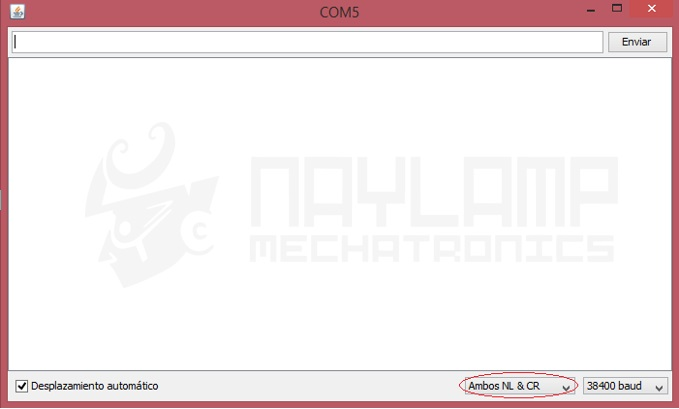 COM5
Enviar
NAYLAMP
MECHATRONICS
Desplazamiento automático
Ambos NL & CR
38400 baud